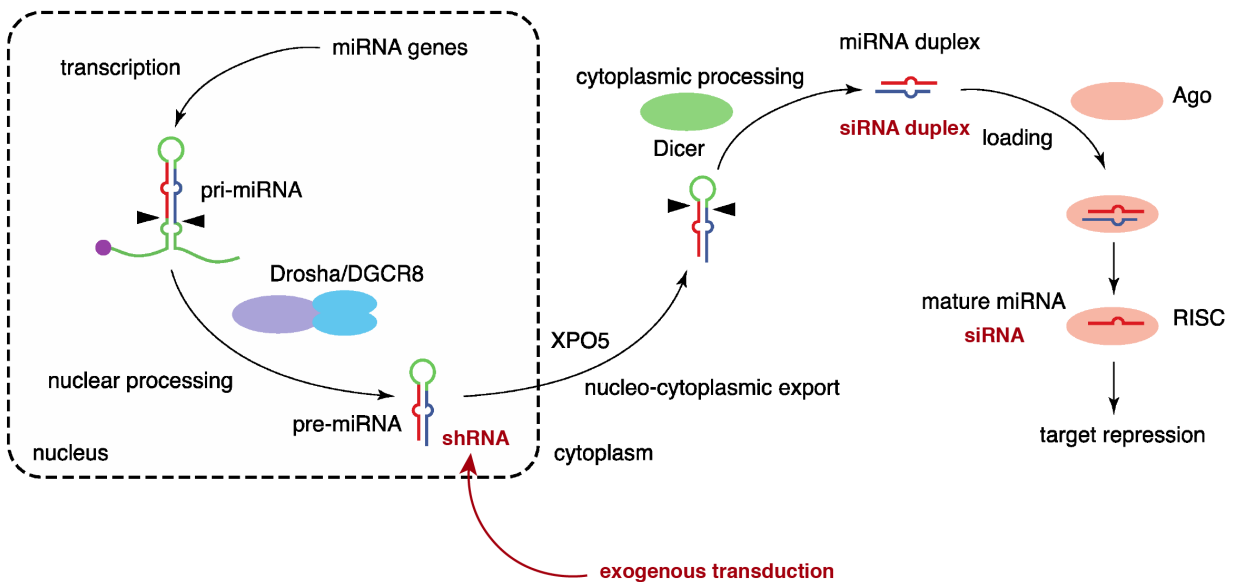 miRNA genes
transcription
pri-miRNA
Drosha/DGCR8
nuclear processing
pre-miRNA
shRNA
nucleus
cytoplasm
exogenous transduction
XPO5
nucleo-cytoplasmic export
cytoplasmic processing
Dicer
miRNA duplex
siRNA duplex
loading
Ago
mature miRNA
siRNA
RISC
target repression